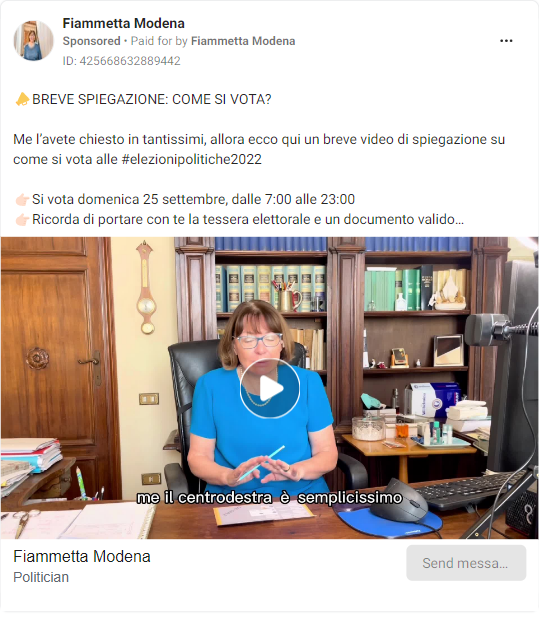 Fiammetta Modena
Sponsored • Paid for by Fiammetta Modena
ID: 425668632889442
📣BREVE SPIEGAZIONE: COME SI VOTA?
Me l’avete chiesto in tantissimi, allora ecco qui un breve video di spiegazione su
come si vota alle #elezionipolitiche2022
👉🏻Si vota domenica 25 settembre, dalle 7:00 alle 23:00
👉🏻Ricorda di portare con te la tessera elettorale e un documento valido...
me il centrodestra è semplicissimo
Fiammetta Modena
Politician
Send messa...